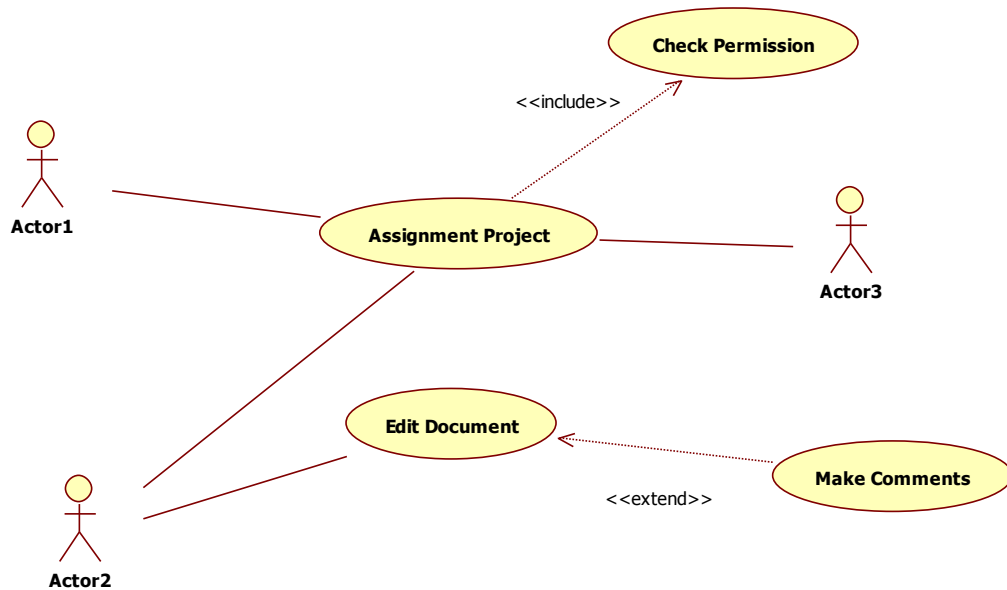 Check Permission
<<include>>
Actor1
Assignment Project
Actor3
Edit Document
Make Comments
<<extend>>
Actor2